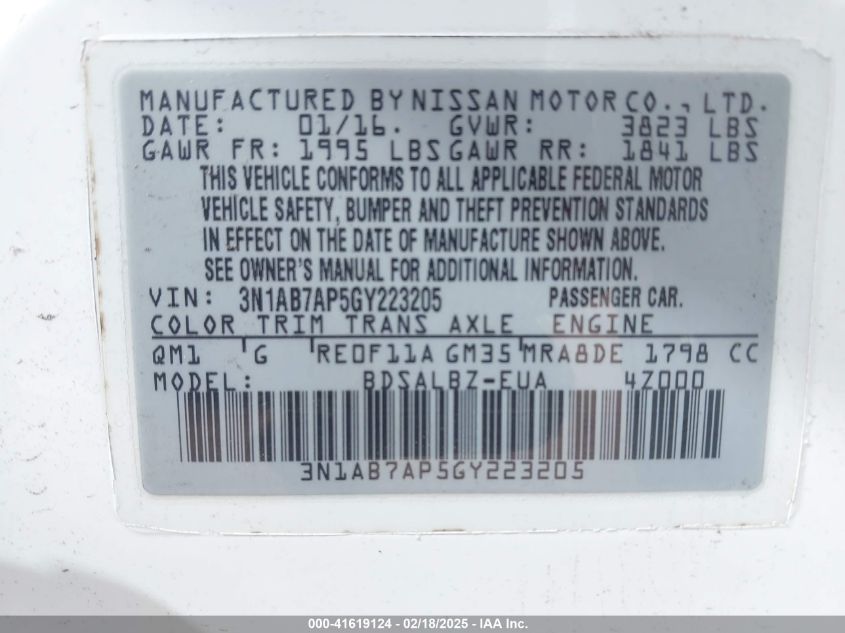 MANUFACTURED BY NISSAN MOTOR CO., LTD.
DATE: 01/16. GVWR: 3823 LBS
GAWR FR: 1995 LBS GAWR RR: 1841 LBS
THIS VEHICLE CONFORMS TO ALL APPLICABLE FEDERAL MOTOR
VEHICLE SAFETY, BUMPER AND THEFT PREVENTION STANDARDS
IN EFFECT ON THE DATE OF MANUFACTURE SHOWN ABOVE.
SEE OWNER'S MANUAL FOR ADDITIONAL INFORMATION.
VIN: 3N1AB7AP5GY223205 PASSENGER CAR.
COLOR TRIM TRANS AXLE ENGINE
QM1 G RE0F11A GM35 MRA8DE 1798 CC
MODEL: BDSALBZ-EUA 4Z000
3N1AB7AP5GY223205
000-41619124 - 02/18/2025 - IAA, Inc.